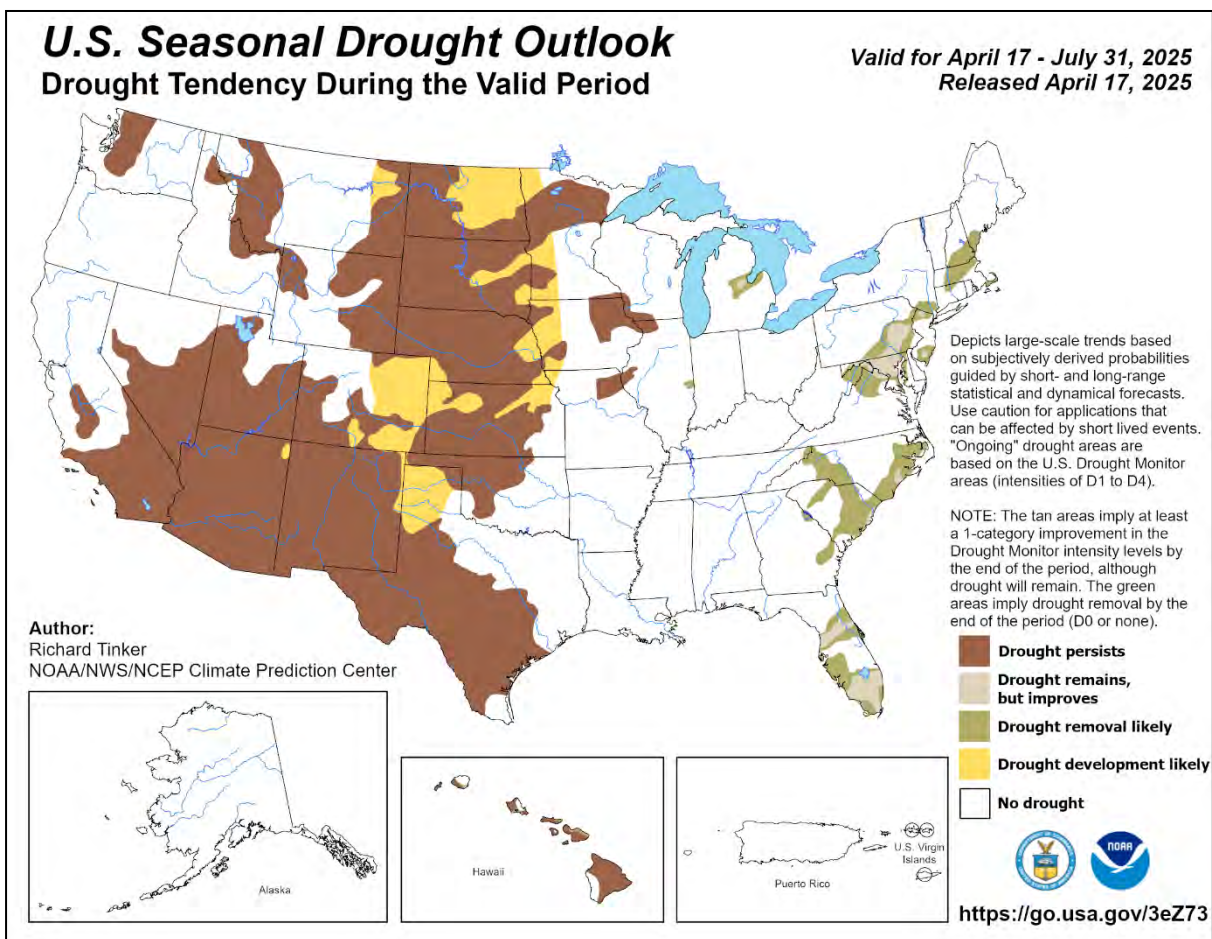 U.S. Seasonal Drought Outlook
Drought Tendency During the Valid Period
Valid for April 17 - July 31, 2025
Released April 17, 2025
Depicts large-scale trends based
on subjectively derived probabilities
guided by short- and long-range
statistical and dynamical forecasts.
Use caution for applications that
can be affected by short lived events.
"Ongoing" drought areas are
based on the U.S. Drought Monitor
areas (intensities of D1 to D4).
NOTE: The tan areas imply at least
a 1-category improvement in the
Drought Monitor intensity levels by
the end of the period, although
drought will remain. The green
areas imply drought removal by the
end of the period (D0 or none).
Author:
Richard Tinker
NOAA/NWS/NCEP Climate Prediction Center
Drought persists
Drought remains,
but improves
Drought removal likely
Drought development likely
No drought
Alaska
Hawaii
Puerto Rico
U.S. Virgin
Islands
NOAA
https://go.usa.gov/3eZ73